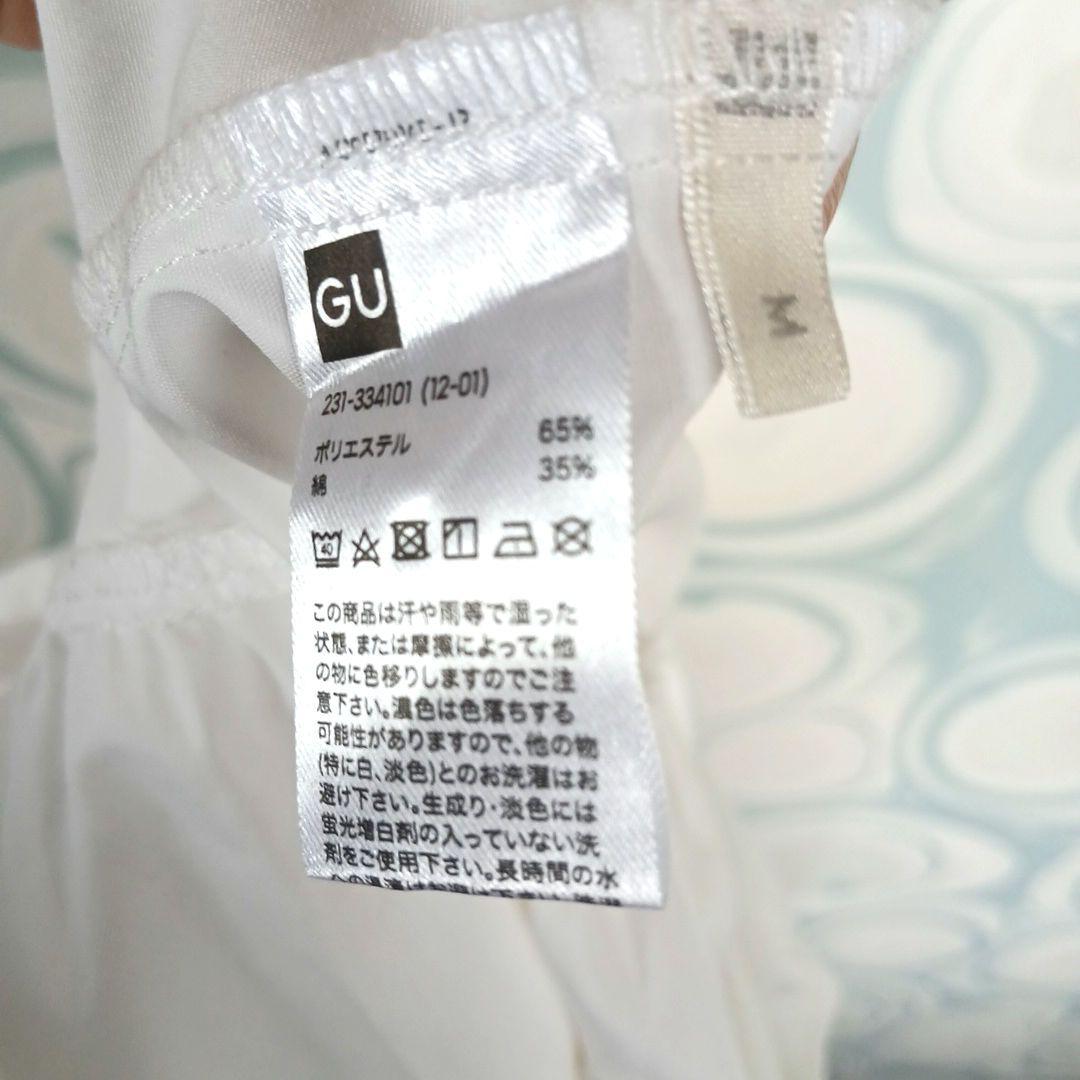 GU
231-334101 (12-01)
ポリエステル 65%
綿 35%
40
この商品は汗や雨等で湿った
状態、または摩擦によって、他
の物に色移りしますのでご注
意下さい。濃色は色落ちする
可能性がありますので、他の物
(特に白、淡色)とのお洗濯はお
避け下さい。生成り・淡色には
蛍光増白剤の入っていない洗
剤をご使用下さい。長時間の水
M